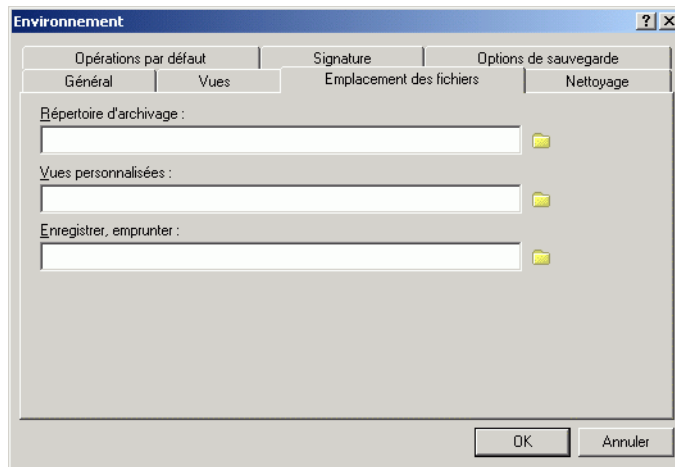 Environnement
Opérations par défaut Signature Options de sauvegarde
Général Vues Emplacement des fichiers Nettoyage
Répertoire d'archivage :
Vues personnalisées :
Enregistrer, emprunter :
OK Annuler